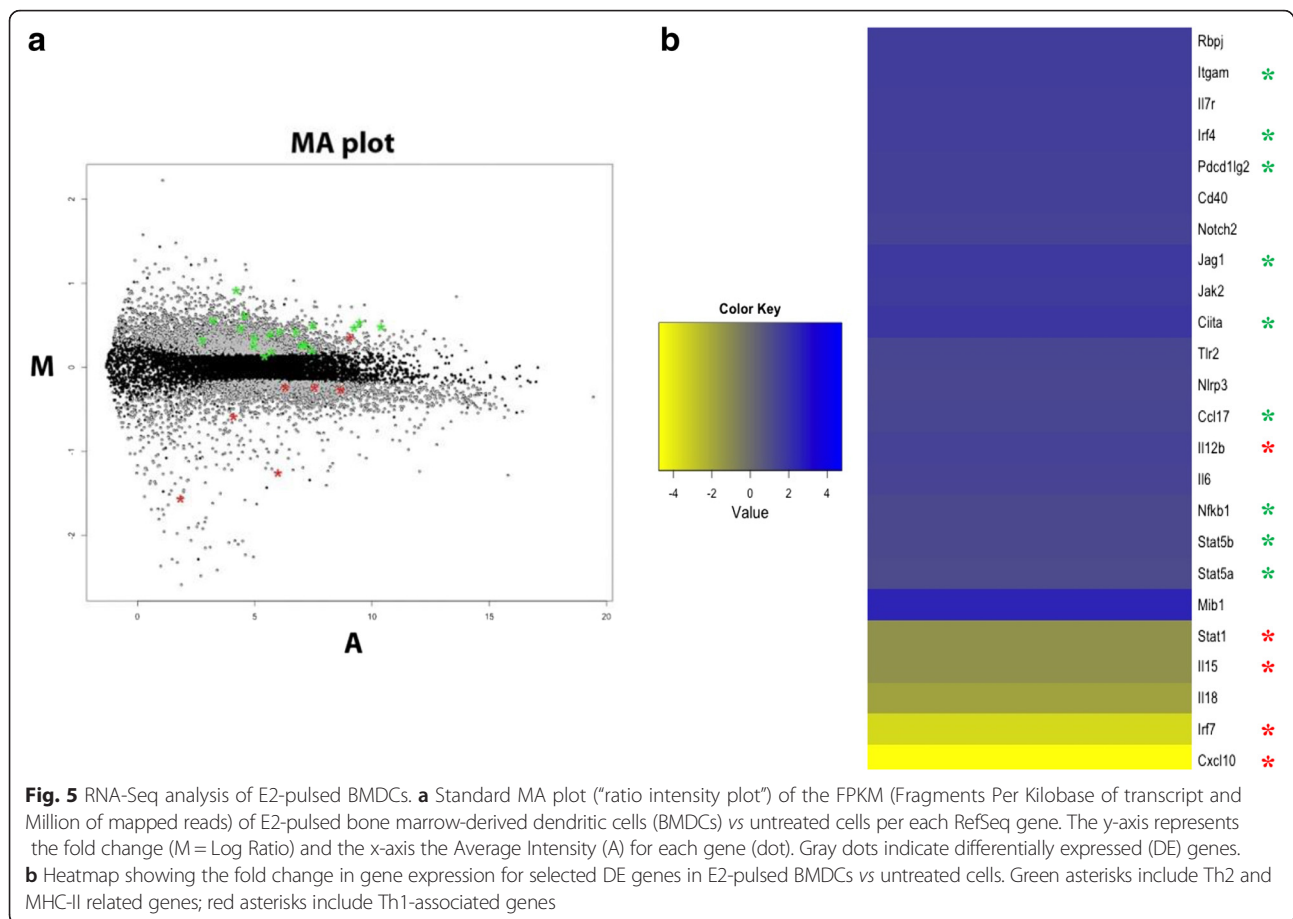 a
MA plot
M
2
1
0
-1
-2
0
5
10
15
20
A
b
Color Key
-4 -2 0 2 4
Value
Rbpj
Itgam *
Il7r
Irf4 *
Pdcd1lg2 *
Cd40
Notch2
Jag1 *
Jak2
Ciita *
Tlr2
Nlrp3
Ccl17 *
Il12b *
Il6
Nfkb1 *
Stat5b *
Stat5a *
Mib1
Stat1 *
Il15 *
Il18
Irf7 *
Cxcl10 *
Fig. 5 RNA-Seq analysis of E2-pulsed BMDCs. a Standard MA plot (“ratio intensity plot”) of the FPKM (Fragments Per Kilobase of transcript and
Million of mapped reads) of E2-pulsed bone marrow-derived dendritic cells (BMDCs) vs untreated cells per each RefSeq gene. The y-axis represents
the fold change (M = Log Ratio) and the x-axis the Average Intensity (A) for each gene (dot). Gray dots indicate differentially expressed (DE) genes.
b Heatmap showing the fold change in gene expression for selected DE genes in E2-pulsed BMDCs vs untreated cells. Green asterisks include Th2 and
MHC-II related genes; red asterisks include Th1-associated genes